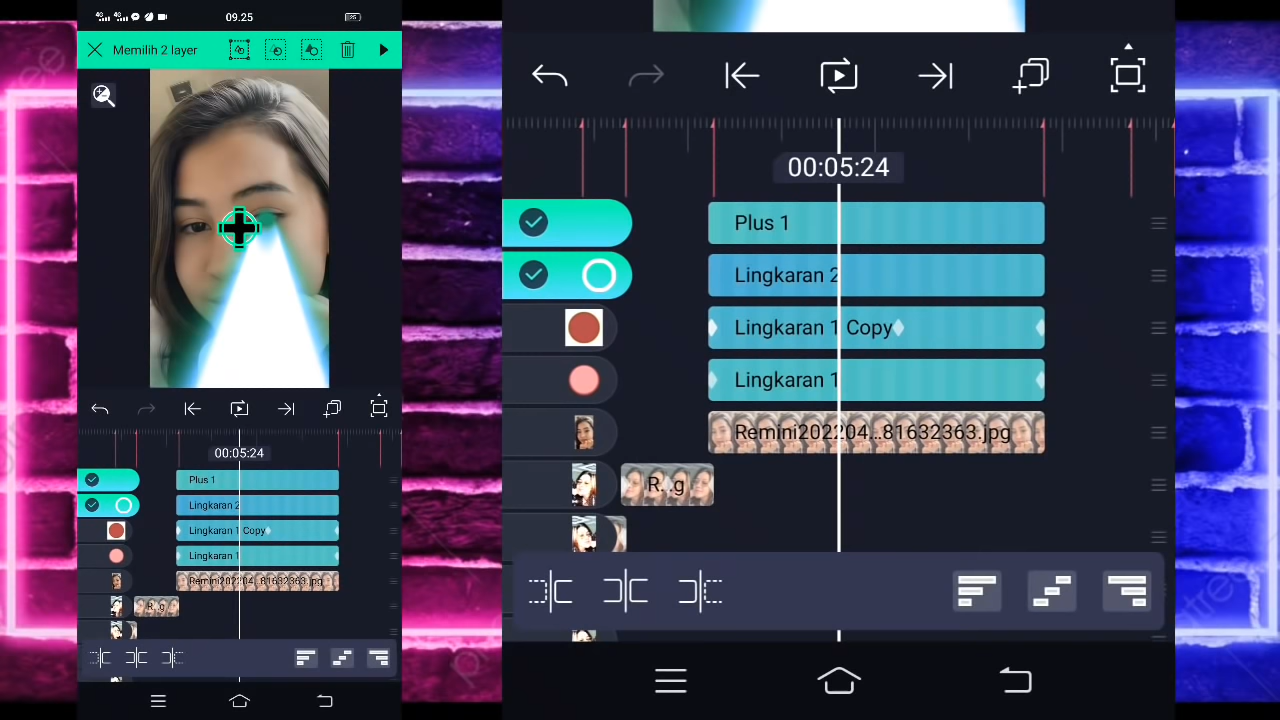 09.25
Memilih 2 layer
00:05:24
Plus 1
Lingkaran 2
Lingkaran 1 Copy
Lingkaran 1
Remini202204...81632363.jpg
R..g
00:05:24
Plus 1
Lingkaran 2
Lingkaran 1 Copy
Lingkaran 1
Remini202204...81632363.jpg
R..g